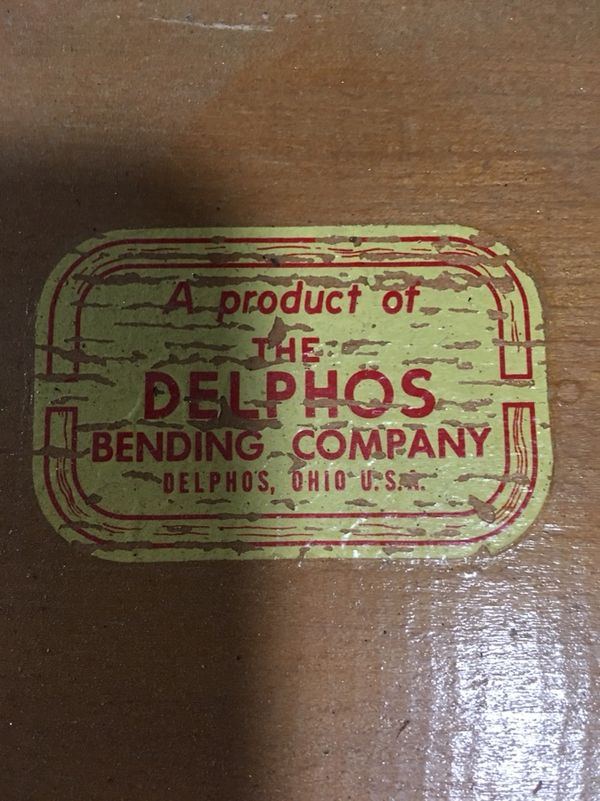 A product of
THE
DELPHOS
BENDING COMPANY
DELPHOS, OHIO U.S.A.